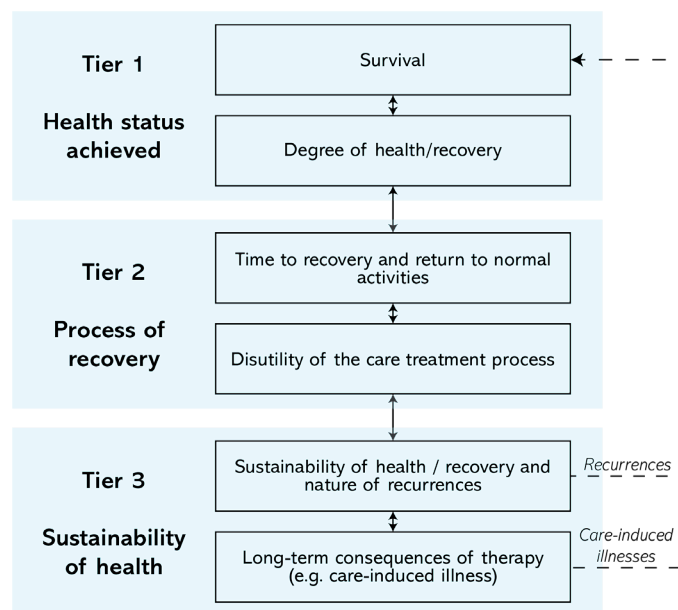 Tier 1
Health status
achieved
Survival
Degree of health/recovery
Tier 2
Process of
recovery
Time to recovery and return to normal
activities
Disutility of the care treatment process
Tier 3
Sustainability
of health
Sustainability of health / recovery and
nature of recurrences
Recurrences
Long-term consequences of therapy
(e.g. care-induced illness)
Care-induced
illnesses